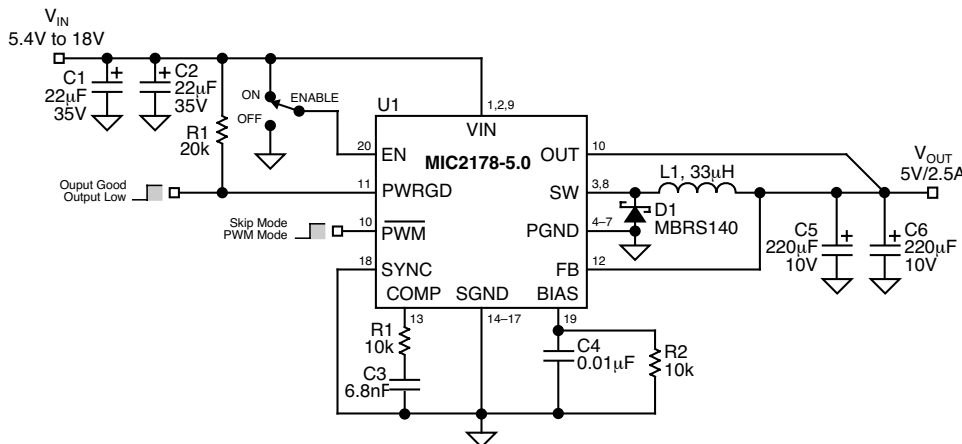 VIN
5.4V to 18V
C1
22µF
35V
C2
22µF
35V
R1
20k
ON
OFF
ENABLE
U1
1,2,9
VIN
MIC2178-5.0
20
EN
OUT
10
11
PWRGD
SW
3,8
10
PWM
PGND
4–7
18
SYNC
FB
12
COMP
SGND
BIAS
13
14–17
19
Ouput Good
Output Low
Skip Mode
PWM Mode
L1, 33µH
D1
MBRS140
VOUT
5V/2.5A
C5
220µF
10V
C6
220µF
10V
R1
10k
C3
6.8nF
C4
0.01µF
R2
10k